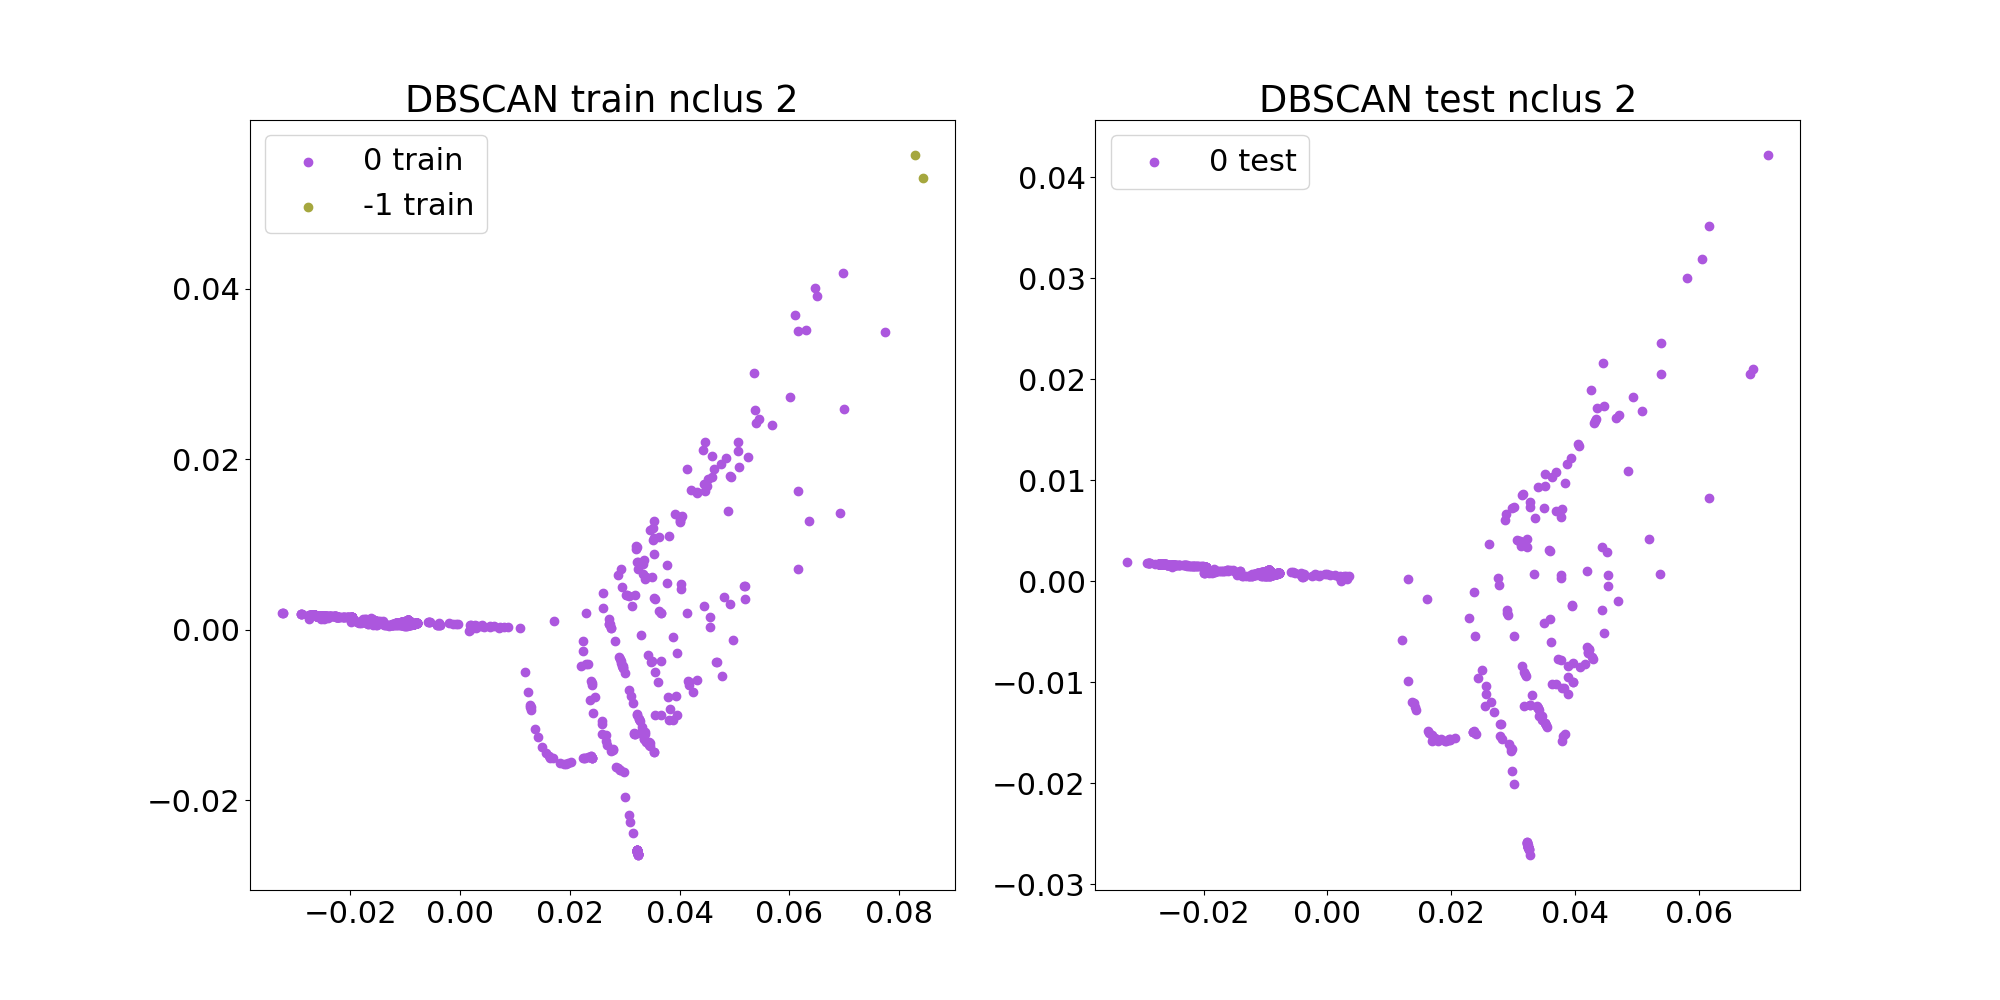 DBSCAN train nclus 2
0 train
-1 train
0.04
0.02
0.00
−0.02
−0.02 0.00 0.02 0.04 0.06 0.08
DBSCAN test nclus 2
0 test
0.04
0.03
0.02
0.01
0.00
−0.01
−0.02
−0.03
−0.02 0.00 0.02 0.04 0.06